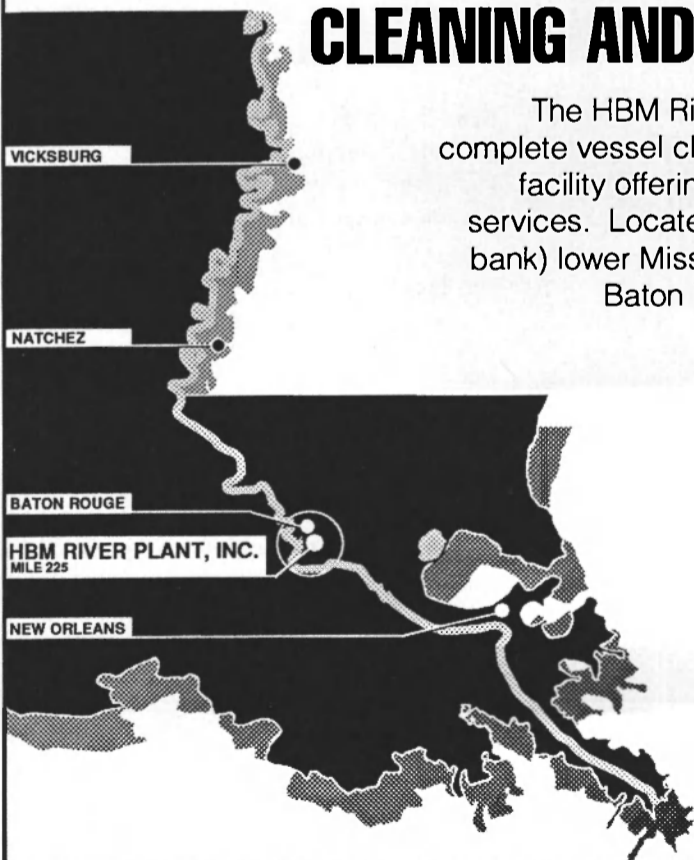 CLEANING AND
The HBM Ri
complete vessel cl
facility offerin
services. Locate
bank) lower Miss
Baton
VICKSBURG
NATCHEZ
BATON ROUGE
HBM RIVER PLANT, INC.
MILE 225
NEW ORLEANS